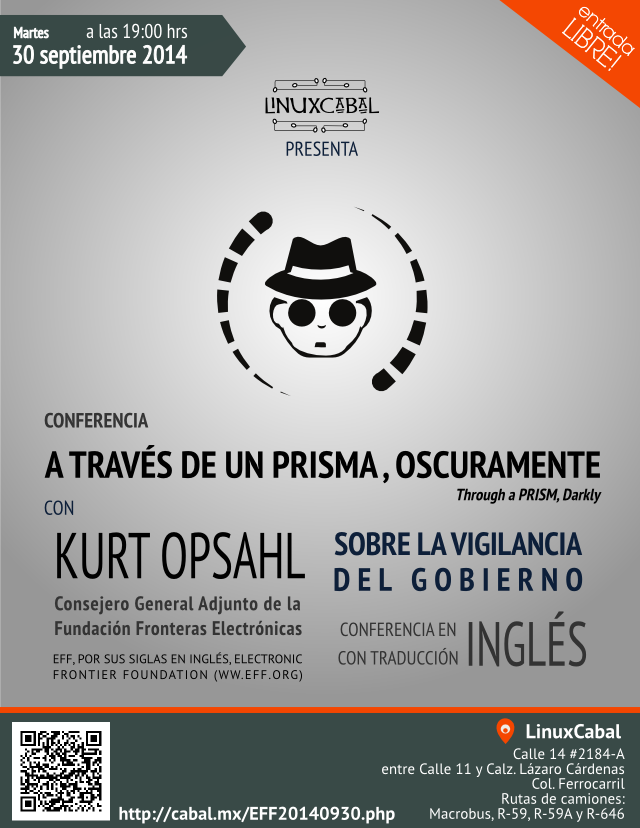 Martes a las 19:00 hrs
30 septiembre 2014
entrada
LIBRE!
LINUXCABAL
PRESENTA
CONFERENCIA
A TRAVÉS DE UN PRISMA , OSCURAMENTE
Through a PRISM, Darkly
CON
KURT OPSAHL
Consejero General Adjunto de la
Fundación Fronteras Electrónicas
EFF, POR SUS SIGLAS EN INGLÉS, ELECTRONIC
FRONTIER FOUNDATION (WW.EFF.ORG)
SOBRE LA VIGILANCIA
DEL GOBIERNO
CONFERENCIA EN
CON TRADUCCIÓN
INGLÉS
http://cabal.mx/EFF20140930.php
LinuxCabal
Calle 14 #2184-A
entre Calle 11 y Calz. Lázaro Cárdenas
Col. Ferrocarril
Rutas de camiones:
Macrobus, R-59, R-59A y R-646